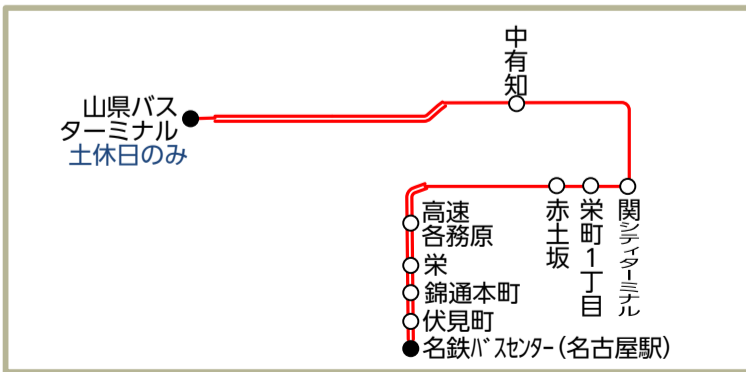 中有知
山県バス
ターミナル
土休日のみ
赤土坂
栄町1丁目
関シティターミナル
高速
各務原
栄
錦通本町
伏見町
名鉄バスセンター(名古屋駅)